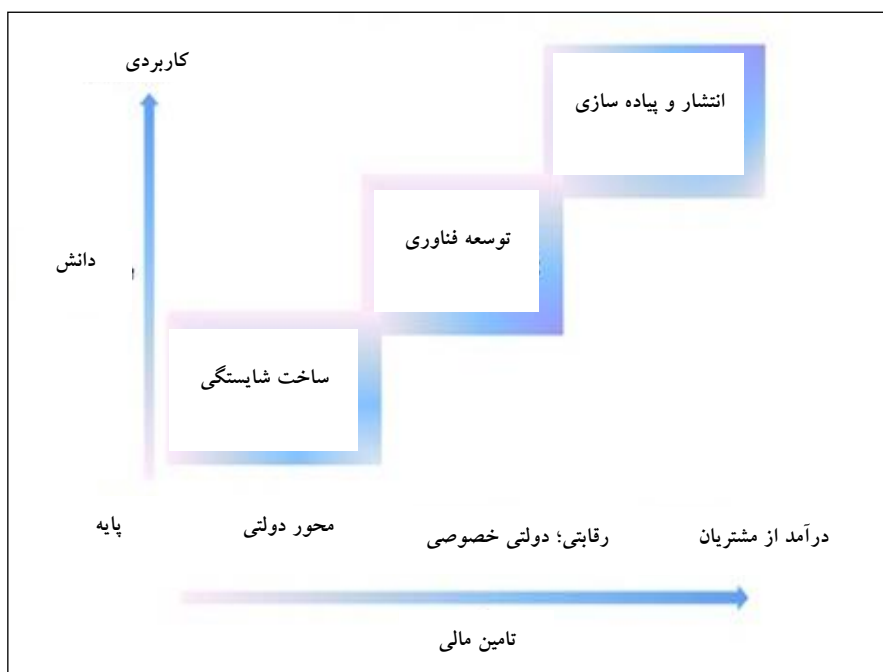 کاربردی
انتشار و پیاده سازی
توسعه فناوری
دانش
ساخت شایستگی
پایه
محور دولتی
رقابتی؛ دولتی خصوصی
درآمد از مشتریان
تامین مالی